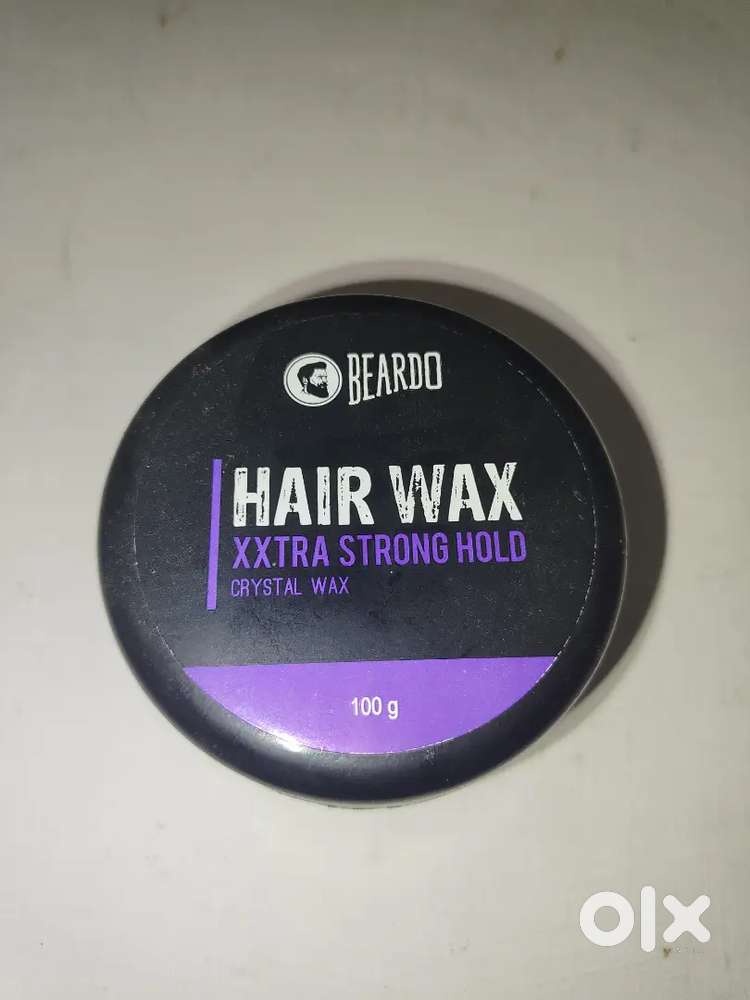 BEARDO
HAIR WAX
XXTRA STRONG HOLD
CRYSTAL WAX
100 g
olx